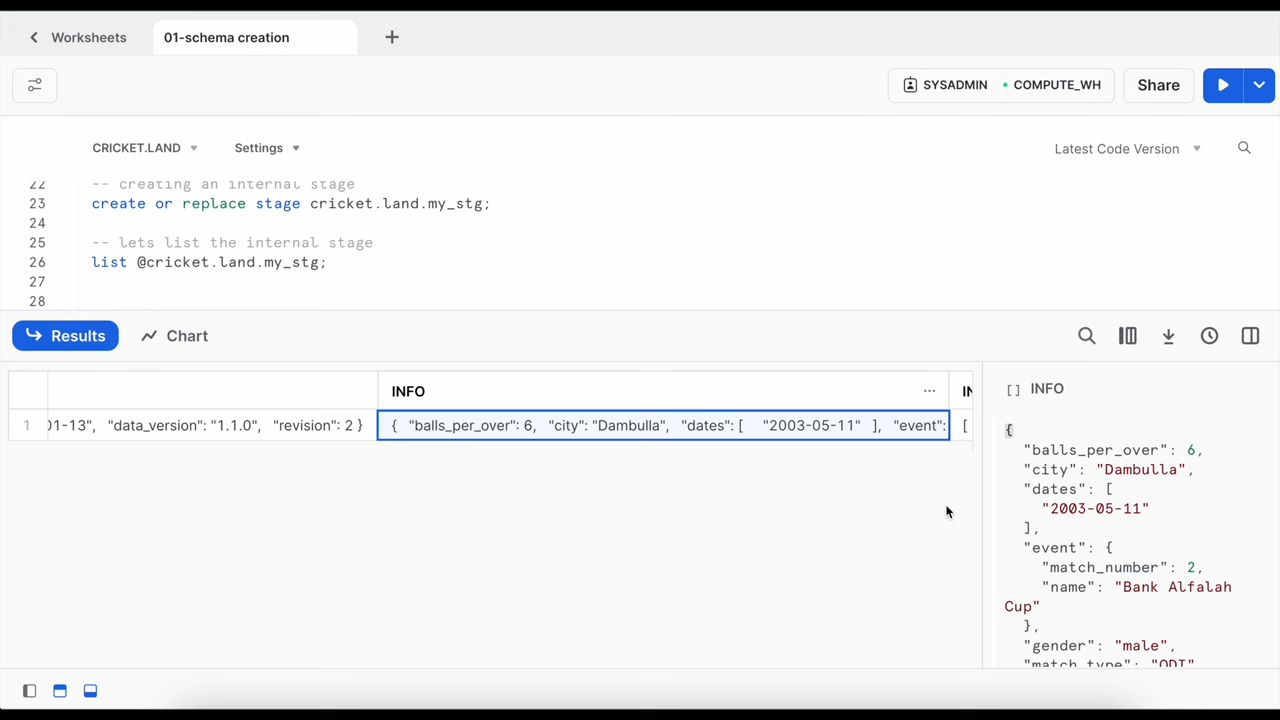 Worksheets
01-schema creation
SYSADMIN COMPUTE_WH
Share
CRICKET.LAND
Settings
Latest Code Version
22 -- creating an internal stage
23 create or replace stage cricket.land.my_stg;
24
25 -- lets list the internal stage
26 list @cricket.land.my_stg;
27
28
Results
Chart
INFO ...
1 01-13", "data_version": "1.1.0", "revision": 2 }
{ "balls_per_over": 6, "city": "Dambulla", "dates": [ "2003-05-11" ], "event":
[
[] INFO
{
"balls_per_over": 6,
"city": "Dambulla",
"dates": [
"2003-05-11"
],
"event": {
"match_number": 2,
"name": "Bank Alfalah
Cup"
},
"gender": "male",
"match_type": "ODI"